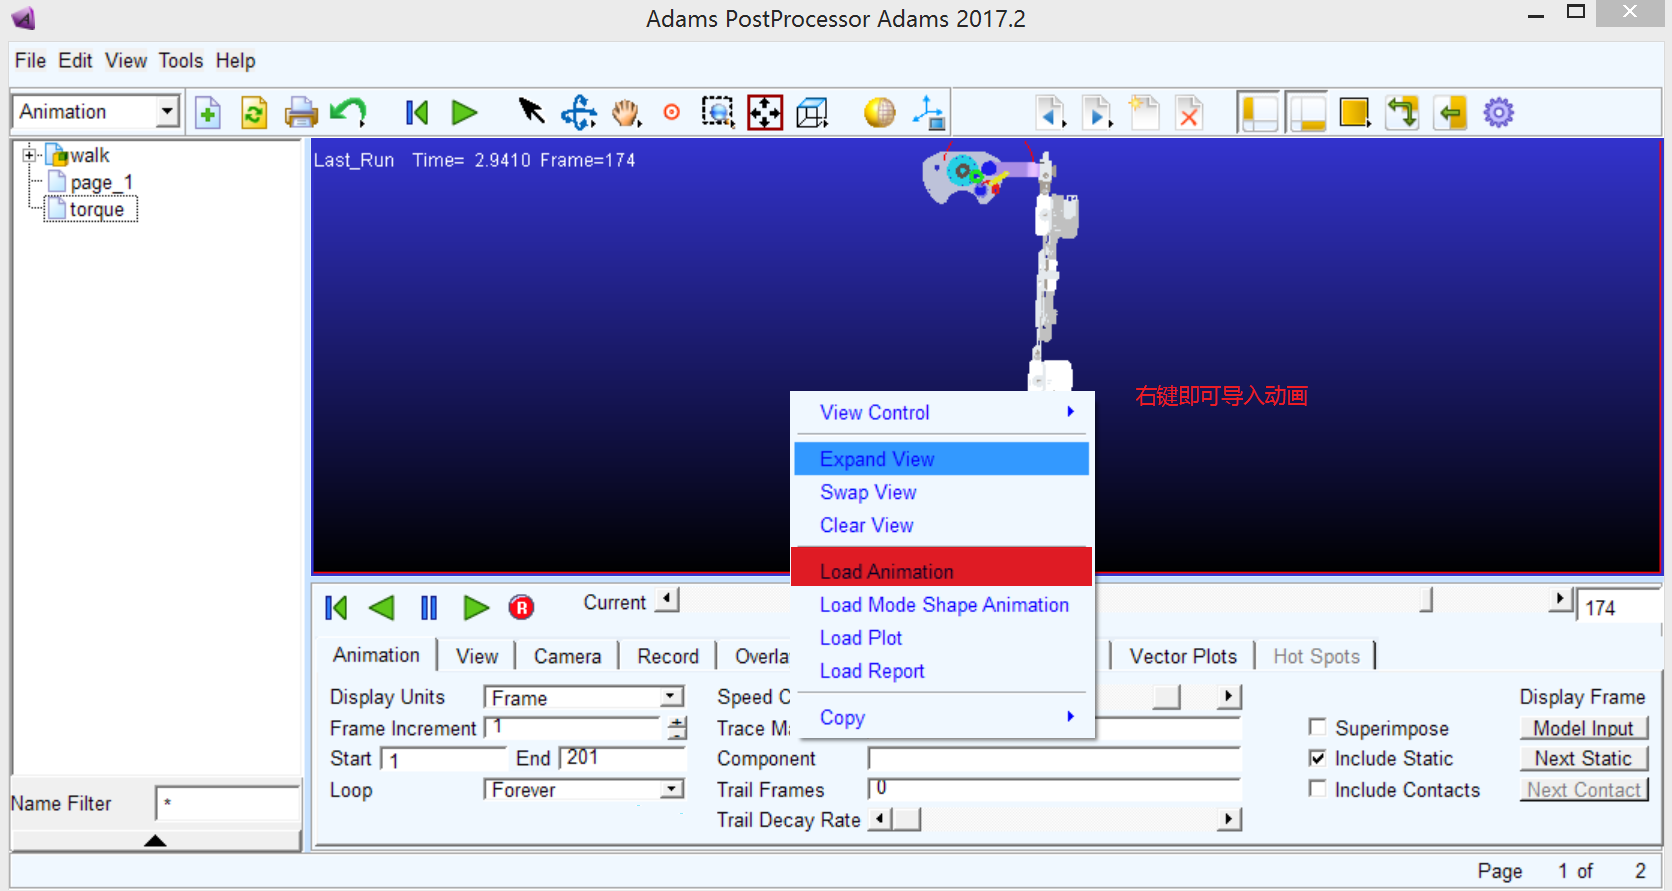 Adams PostProcessor Adams 2017.2
File Edit View Tools Help
Animation
walk
page_1
torque
Last_Run Time= 2.9410 Frame=174
右键即可导入动画
View Control
Expand View
Swap View
Clear View
Load Animation
Load Mode Shape Animation
Load Plot
Load Report
Copy
R
Current
174
Animation View Camera Record Overla Vector Plots Hot Spots
Display Units Frame Speed C Display Frame
Frame Increment 1 Trace Ma Superimpose Model Input
Start 1 End 201 Component Include Static Next Static
Loop Forever Trail Frames 0 Include Contacts Next Contact
Trail Decay Rate
Name Filter *
Page 1 of 2